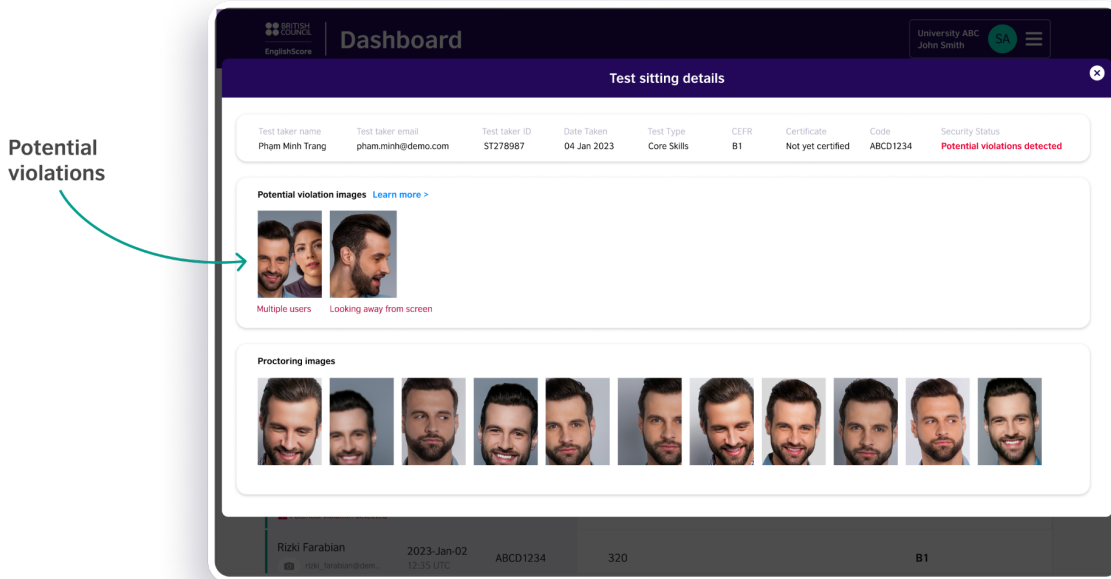 BRITISH
COUNCIL
EnglishScore
Dashboard
University ABC
John Smith
SA
Test sitting details
Potential
violations
Test taker name Test taker email Test taker ID Date Taken Test Type CEFR Certificate Code Security Status
Phạm Minh Trang pham.minh@demo.com ST278987 04 Jan 2023 Core Skills B1 Not yet certified ABCD1234 Potential violations detected
Potential violation images Learn more >
Multiple users Looking away from screen
Proctoring images
Rizki Farabian 2023-Jan-02 ABCD1234 320 B1
rizki_farabian@dem... 12:35 UTC